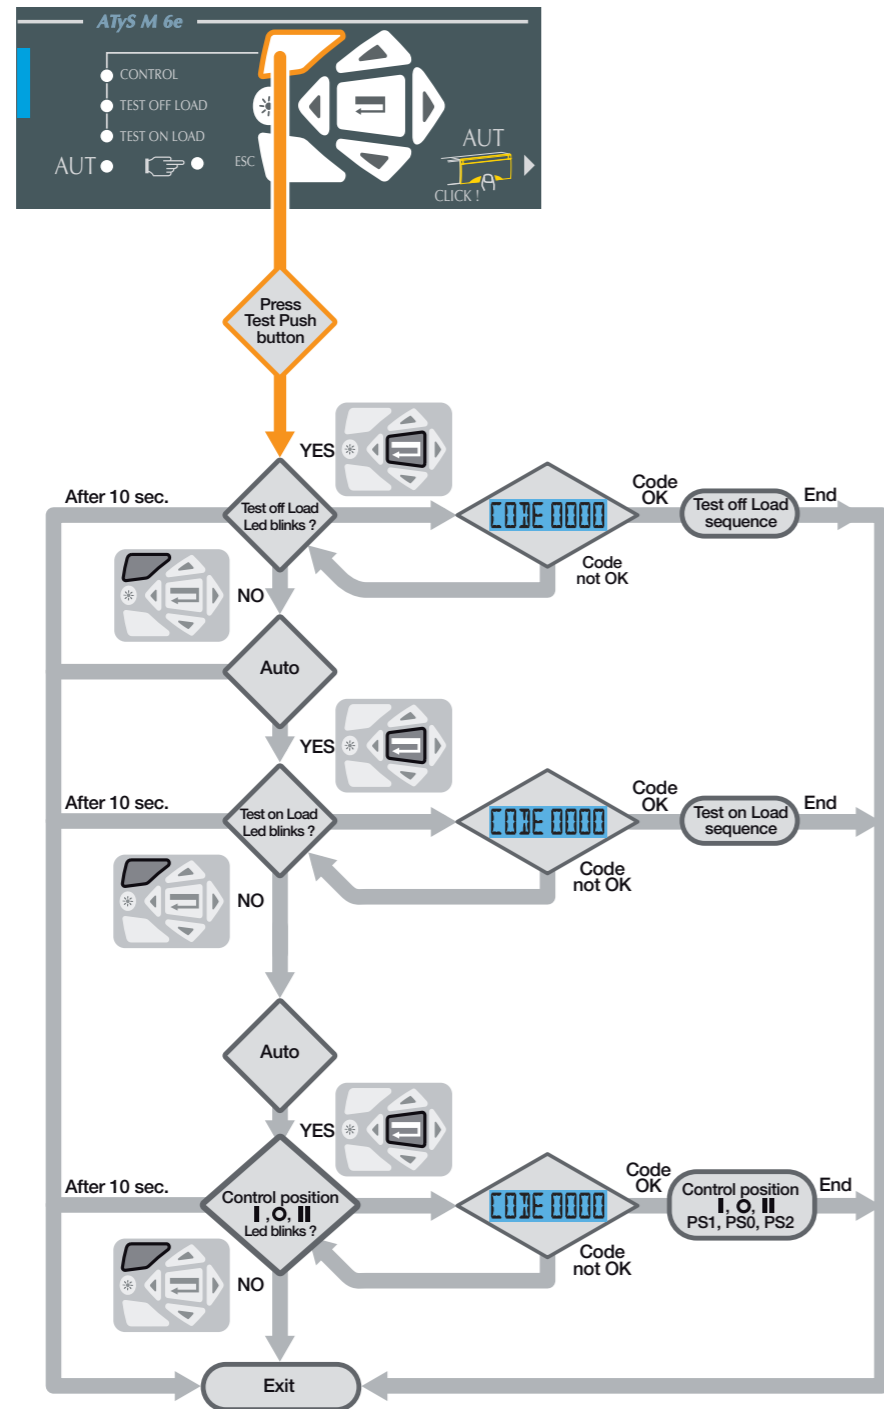 ATyS M 6e
CONTROL
TEST OFF LOAD
TEST ON LOAD
AUT
ESC
AUT
CLICK !
Press
Test Push
button
YES
After 10 sec.
Test off Load
Led blinks ?
CODE 0000
Code
OK
Test off Load
sequence
End
Code
not OK
NO
Auto
YES
After 10 sec.
Test on Load
Led blinks ?
CODE 0000
Code
OK
Test on Load
sequence
End
Code
not OK
NO
Auto
YES
After 10 sec.
Control position
I , O, II
Led blinks ?
CODE 0000
Code
OK
Control position
I, O, II
PS1, PS0, PS2
End
Code
not OK
NO
Exit